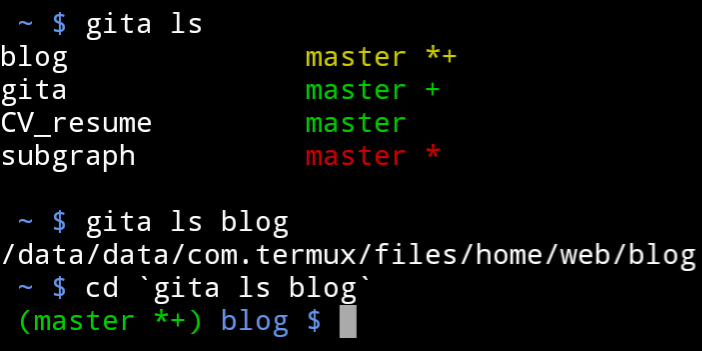 ~ $ gita ls
blog master *+
gita master +
CV_resume master
subgraph master *
~ $ gita ls blog
/data/data/com.termux/files/home/web/blog
~ $ cd `gita ls blog`
(master *+) blog $